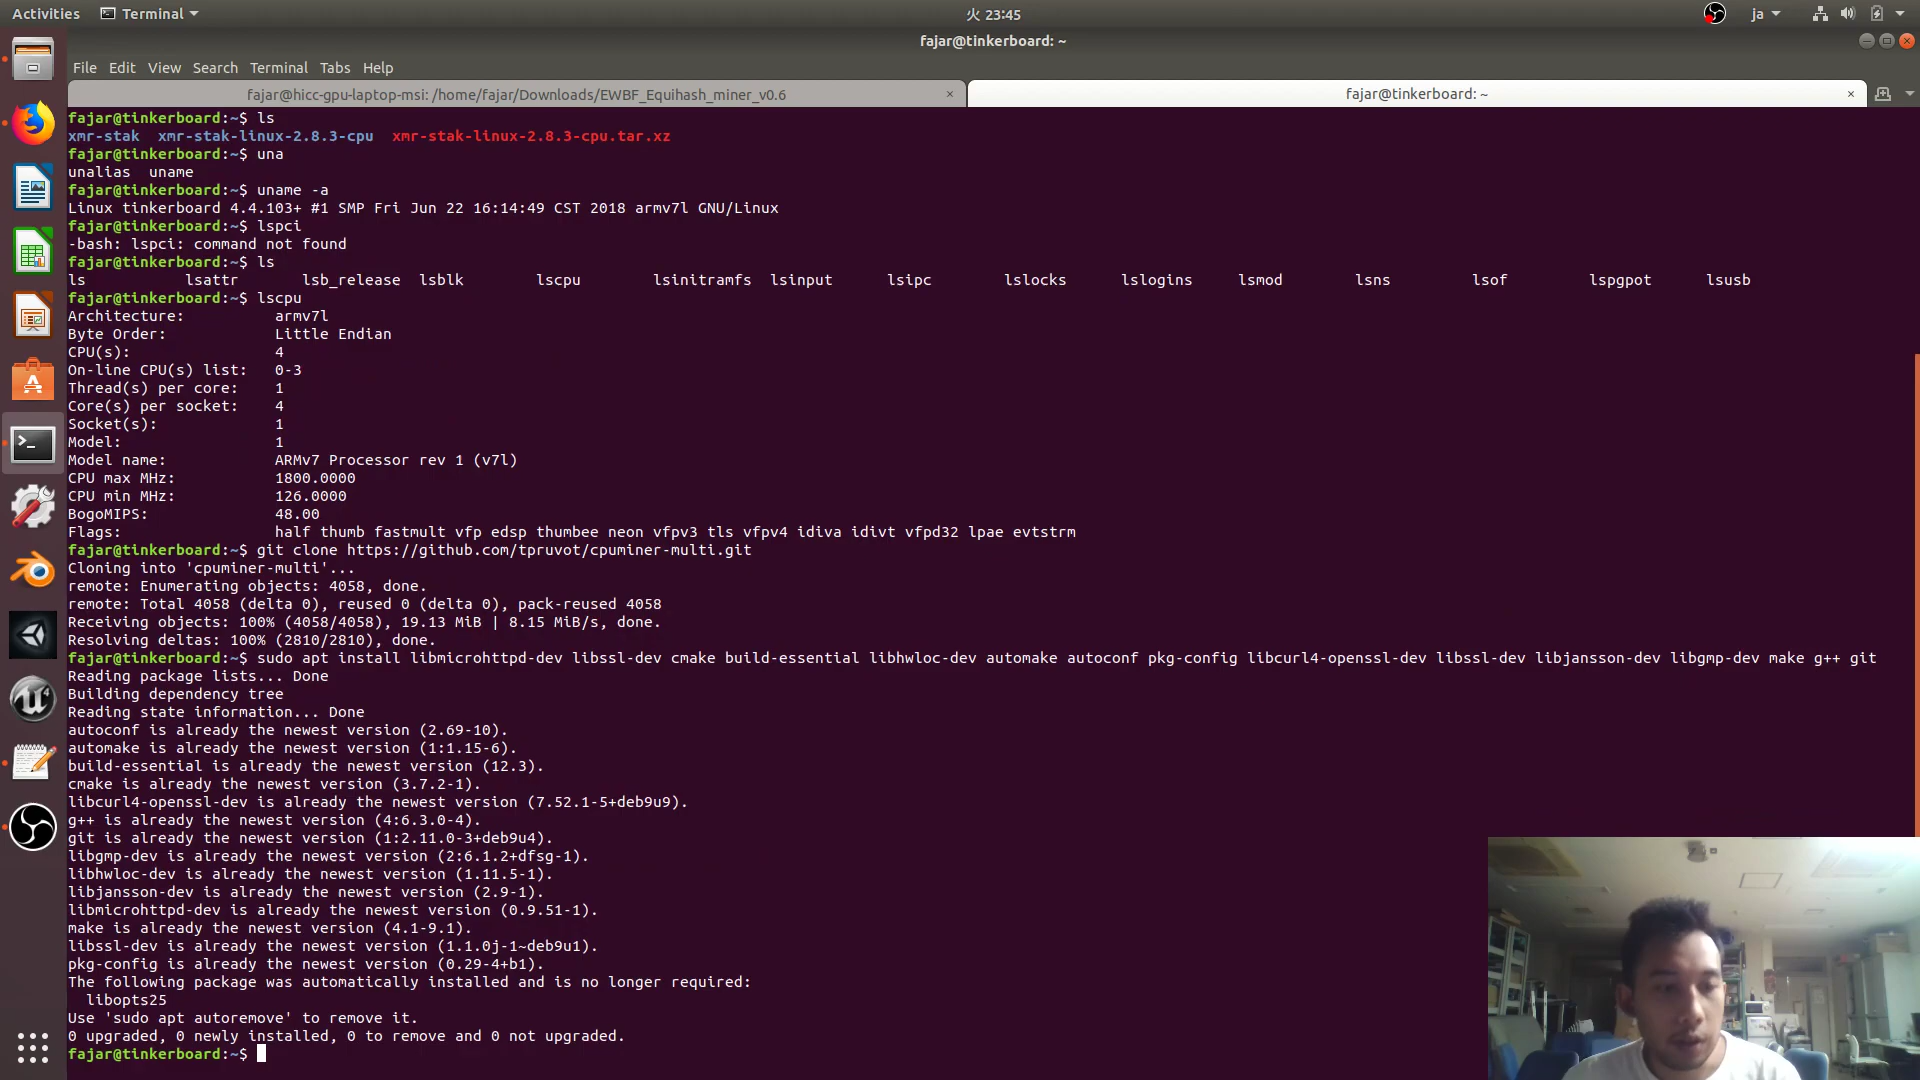 Activities
Terminal
火 23:45
ja
fajar@tinkerboard: ~
File Edit View Search Terminal Tabs Help
fajar@hicc-gpu-laptop-msi: /home/fajar/Downloads/EWBF_Equihash_miner_v0.6
fajar@tinkerboard: ~
fajar@tinkerboard:~$ ls
xmr-stak xmr-stak-linux-2.8.3-cpu xmr-stak-linux-2.8.3-cpu.tar.xz
fajar@tinkerboard:~$ una
unalias uname
fajar@tinkerboard:~$ uname -a
Linux tinkerboard 4.4.103+ #1 SMP Fri Jun 22 16:14:49 CST 2018 armv7l GNU/Linux
fajar@tinkerboard:~$ lspci
-bash: lspci: command not found
fajar@tinkerboard:~$ ls
ls lsattr lsb_release lsblk lscpu lsinitramfs lsinput lsipc lslocks lslogins lsmod lsns lsof lspgpot lsusb
fajar@tinkerboard:~$ lscpu
Architecture: armv7l
Byte Order: Little Endian
CPU(s): 4
On-line CPU(s) list: 0-3
Thread(s) per core: 1
Core(s) per socket: 4
Socket(s): 1
Model: 1
Model name: ARMv7 Processor rev 1 (v7l)
CPU max MHz: 1800.0000
CPU min MHz: 126.0000
BogoMIPS: 48.00
Flags: half thumb fastmult vfp edsp thumbee neon vfpv3 tls vfpv4 idiva idivt vfpd32 lpae evtstrm
fajar@tinkerboard:~$ git clone https://github.com/tpruvot/cpuminer-multi.git
Cloning into 'cpuminer-multi'...
remote: Enumerating objects: 4058, done.
remote: Total 4058 (delta 0), reused 0 (delta 0), pack-reused 4058
Receiving objects: 100% (4058/4058), 19.13 MiB | 8.15 MiB/s, done.
Resolving deltas: 100% (2810/2810), done.
fajar@tinkerboard:~$ sudo apt install libmicrohttpd-dev libssl-dev cmake build-essential libhwloc-dev automake autoconf pkg-config libcurl4-openssl-dev libssl-dev libjansson-dev libgmp-dev make g++ git
Reading package lists... Done
Building dependency tree
Reading state information... Done
autoconf is already the newest version (2.69-10).
automake is already the newest version (1:1.15-6).
build-essential is already the newest version (12.3).
cmake is already the newest version (3.7.2-1).
libcurl4-openssl-dev is already the newest version (7.52.1-5+deb9u9).
g++ is already the newest version (4:6.3.0-4).
git is already the newest version (1:2.11.0-3+deb9u4).
libgmp-dev is already the newest version (2:6.1.2+dfsg-1).
libhwloc-dev is already the newest version (1.11.5-1).
libjansson-dev is already the newest version (2.9-1).
libmicrohttpd-dev is already the newest version (0.9.51-1).
make is already the newest version (4.1-9.1).
libssl-dev is already the newest version (1.1.0j-1~deb9u1).
pkg-config is already the newest version (0.29-4+b1).
The following package was automatically installed and is no longer required:
libopts25
Use 'sudo apt autoremove' to remove it.
0 upgraded, 0 newly installed, 0 to remove and 0 not upgraded.
fajar@tinkerboard:~$